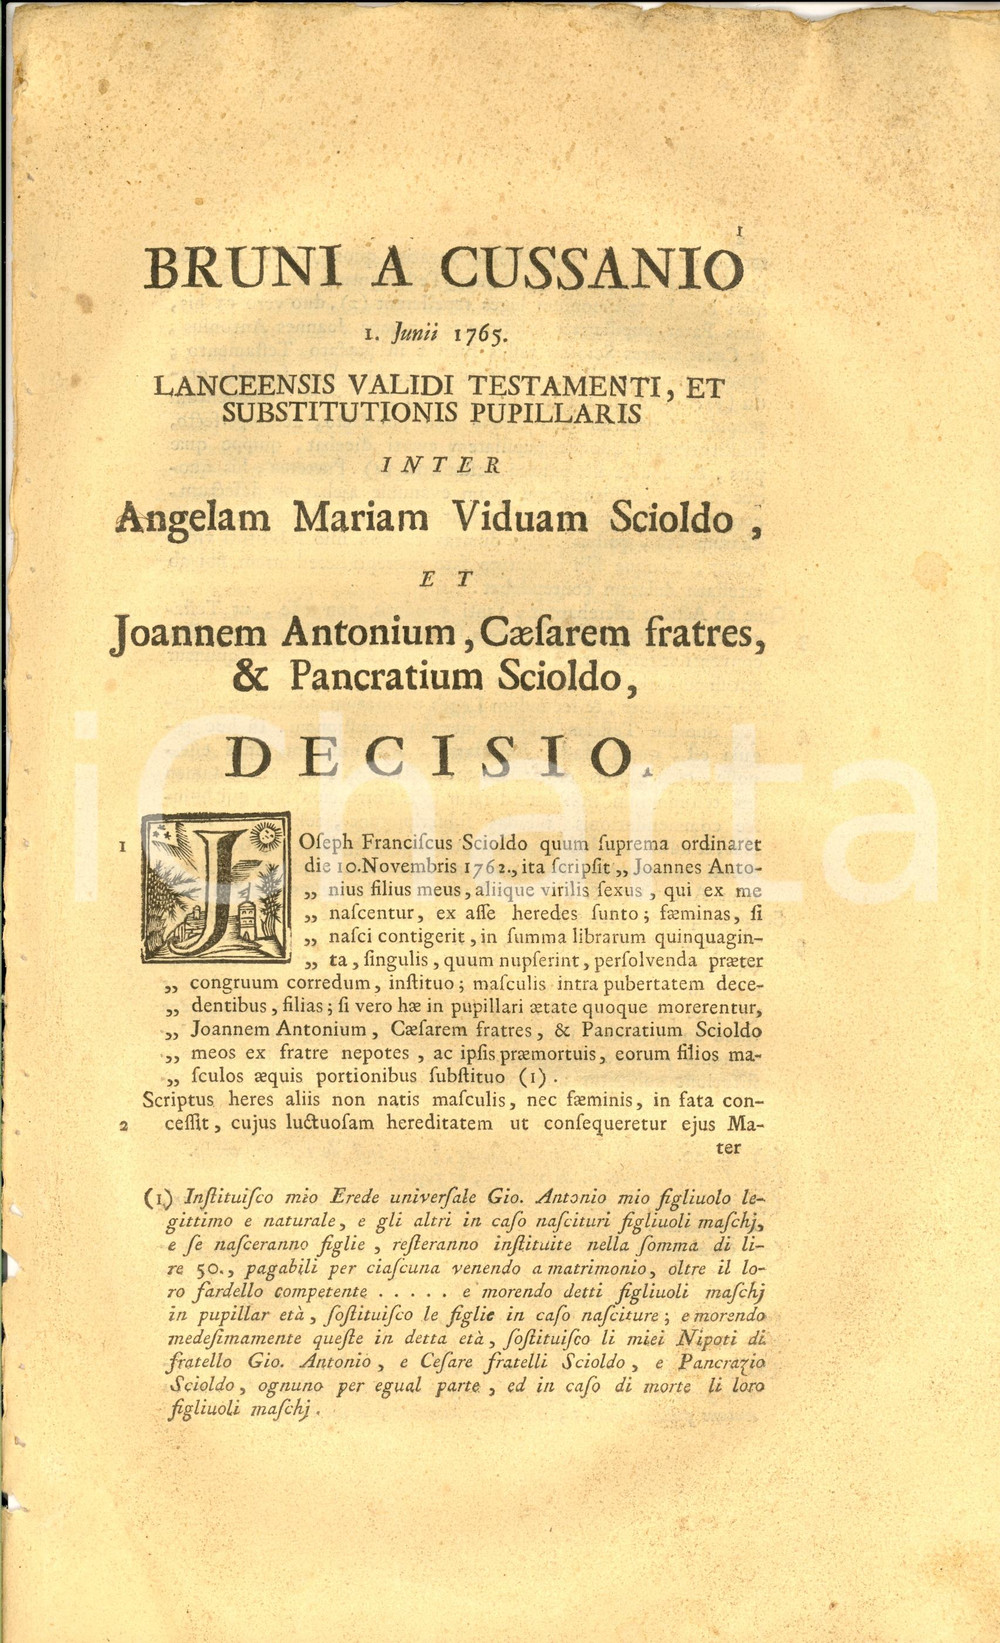 1
BRUNI A CUSSANIO
1. Junii 1765.
LANCEENSIS VALIDI TESTAMENTI, ET
SUBSTITUTIONIS PUPILLARIS
INTER
Angelam Mariam Viduam Scioldo,
ET
Joannem Antonium, Cæſarem fratres,
& Pancratium Scioldo,
DECISIO.
1 JOſeph Franciſcus Scioldo quum ſuprema ordinaret
die 10. Novembris 1762., ita ſcripſit „ Joannes Anto-
„ nius filius meus, aliique virilis ſexus, qui ex me
„ naſcentur, ex aſſe heredes ſunto; fæminas, ſi
„ naſci contigerit, in ſumma librarum quinquagin-
„ ta, ſingulis, quum nupſerint, perſolvenda præter
„ congruum corredum, inſtituo; maſculis intra pubertatem dece-
„ dentibus, filias; ſi vero hæ in pupillari ætate quoque morerentur,
„ Joannem Antonium, Cæſarem fratres, & Pancratium Scioldo
„ meos ex fratre nepotes, ac ipſis præmortuis, eorum filios ma-
„ ſculos æquis portionibus ſubſtituo (1).
Scriptus heres aliis non natis maſculis, nec fæminis, in fata con-
2 ceſſit, cujus luctuoſam hereditatem ut conſequeretur ejus Ma-
ter
(1) Inſtituiſco mio Erede univerſale Gio. Antonio mio figliuolo le-
gittimo e naturale, e gli altri in caſo naſcituri figliuoli maſchj,
e ſe naſceranno figlie, reſteranno inſtituite nella ſomma di li-
re 50., pagabili per ciaſcuna venendo a matrimonio, oltre il lo-
ro fardello competente . . . . . e morendo detti figliuoli maſchj
in pupillar età, ſoſtituiſco le figlie in caſo naſciture; e morendo
medeſimamente queſte in detta età, ſoſtituiſco li miei Nipoti di
fratello Gio. Antonio, e Ceſare fratelli Scioldo, e Pancrazio
Scioldo, ognuno per egual parte, ed in caſo di morte li loro
figliuoli maſchj.
iCharta